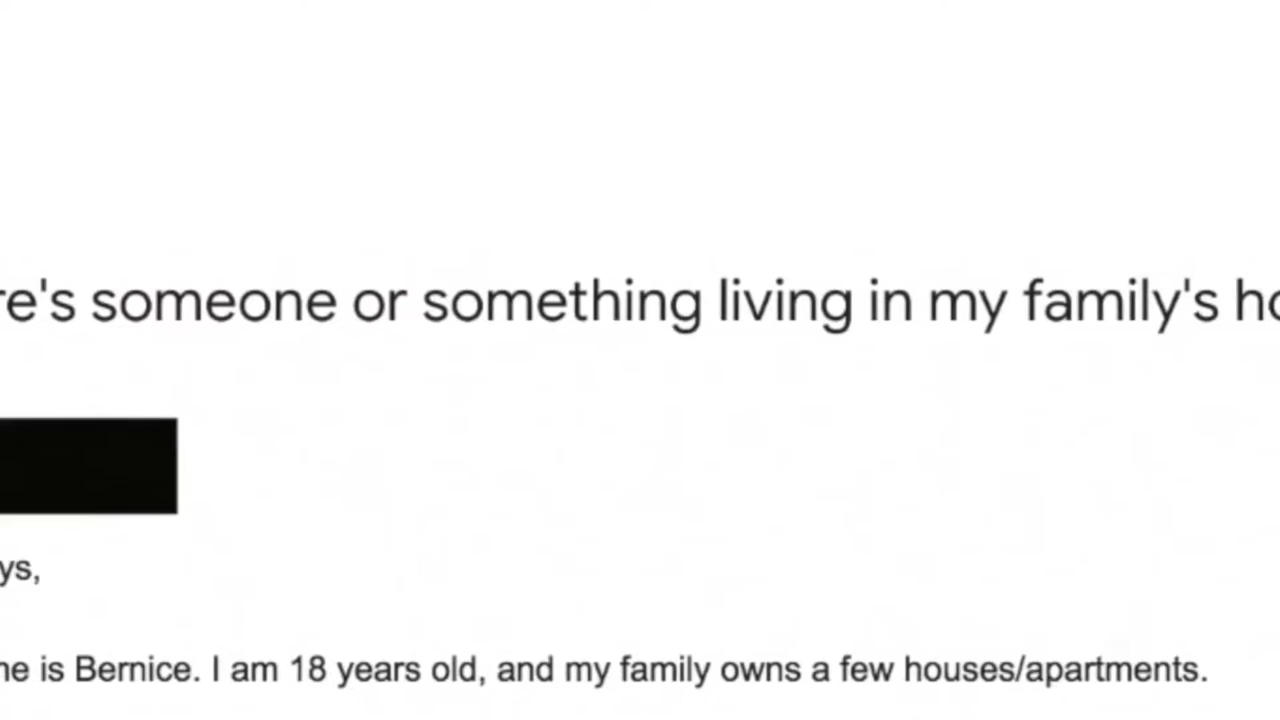 re's someone or something living in my family's ho
ys,
ne is Bernice. I am 18 years old, and my family owns a few houses/apartments.